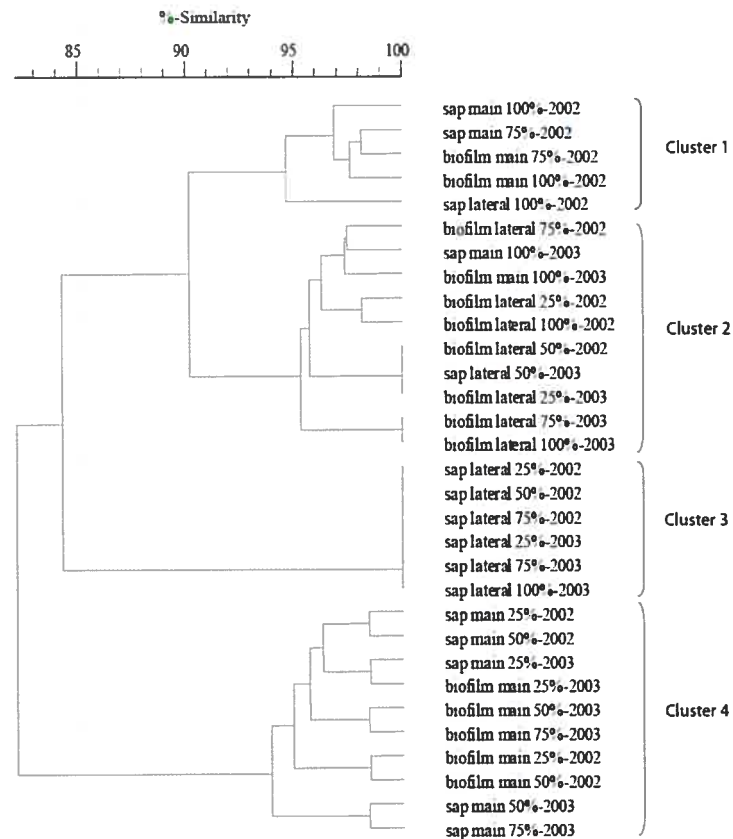 %-Similarity
85 90 95 100
sap main 100%-2002
sap main 75%-2002
biofilm main 75%-2002
biofilm main 100%-2002
sap lateral 100%-2002
Cluster 1
biofilm lateral 75%-2002
sap main 100%-2003
biofilm main 100%-2003
biofilm lateral 25%-2002
biofilm lateral 100%-2002
biofilm lateral 50%-2002
sap lateral 50%-2003
biofilm lateral 25%-2003
biofilm lateral 75%-2003
biofilm lateral 100%-2003
Cluster 2
sap lateral 25%-2002
sap lateral 50%-2002
sap lateral 75%-2002
sap lateral 25%-2003
sap lateral 75%-2003
sap lateral 100%-2003
Cluster 3
sap main 25%-2002
sap main 50%-2002
sap main 25%-2003
biofilm main 25%-2003
biofilm main 50%-2003
biofilm main 75%-2003
biofilm main 25%-2002
biofilm main 50%-2002
sap main 50%-2003
sap main 75%-2003
Cluster 4